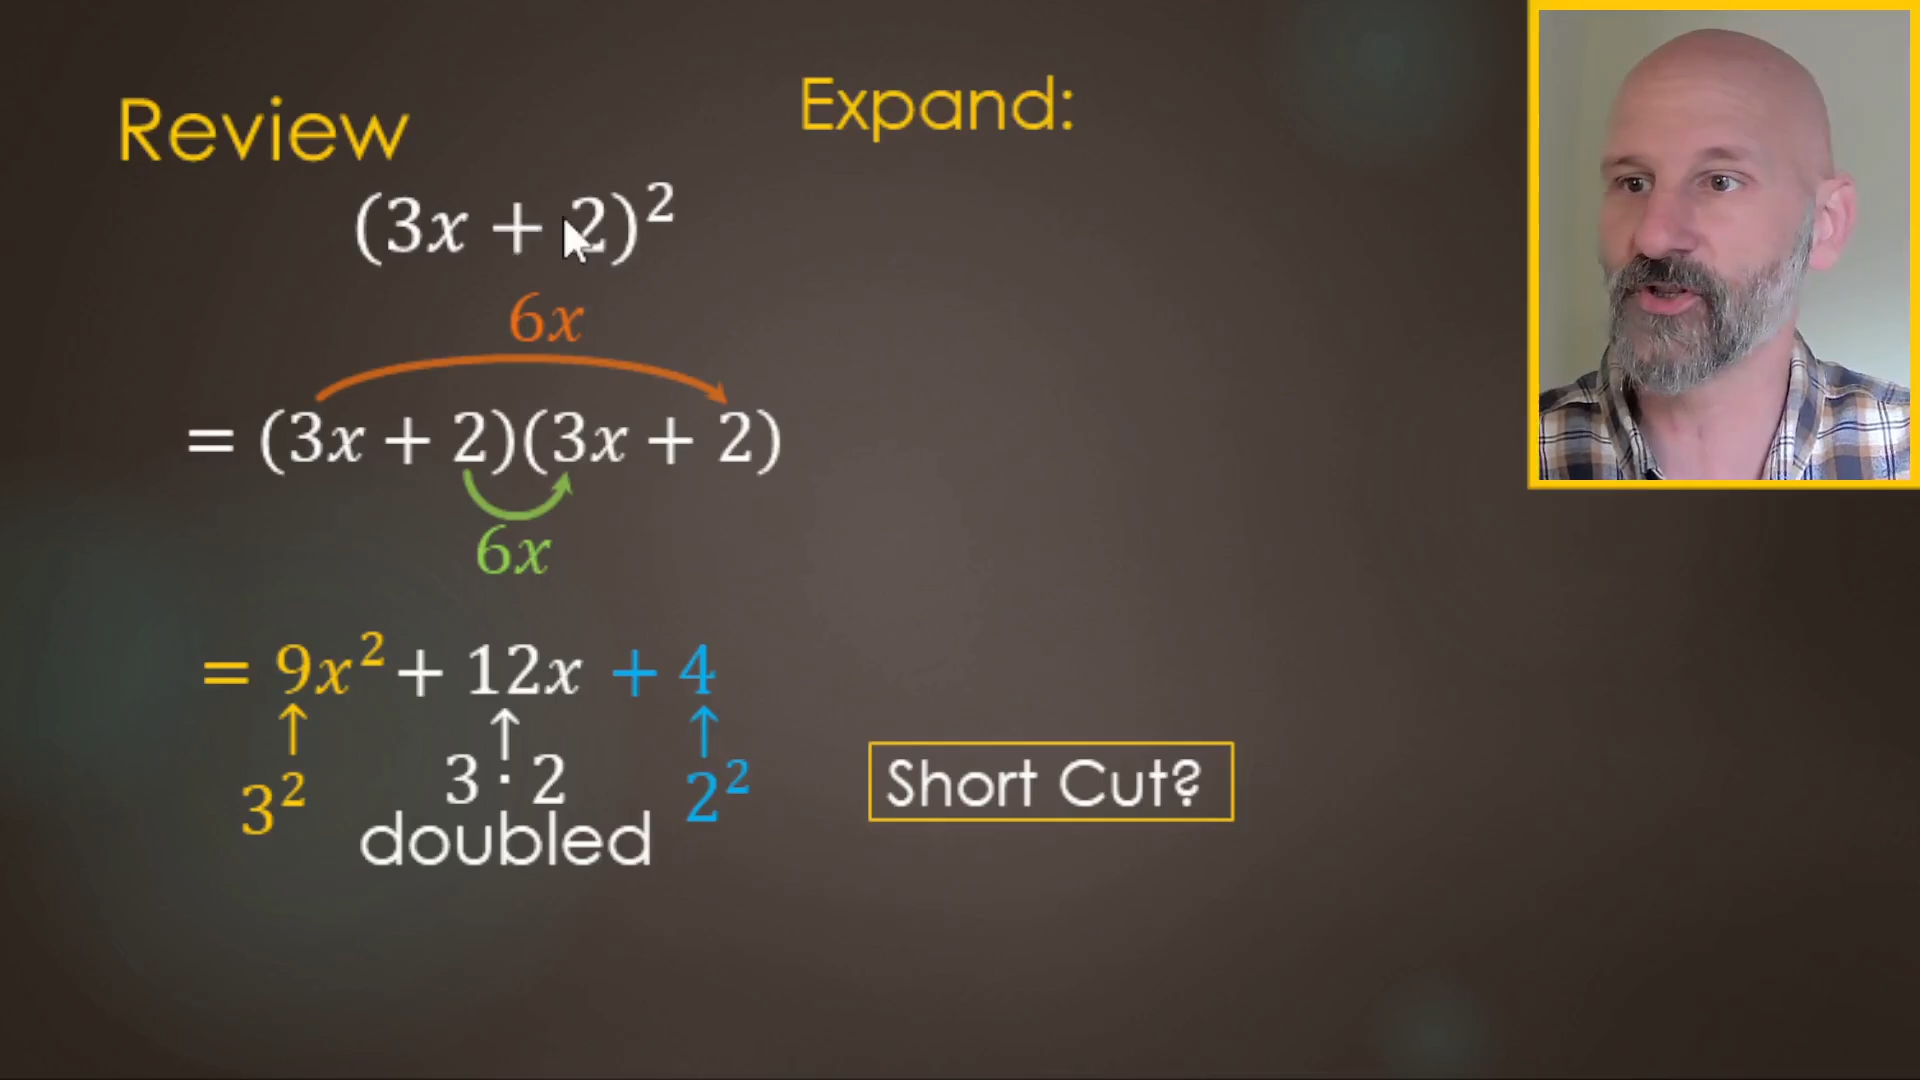 Review
(3x + 2)²
6x
= (3x + 2)(3x + 2)
6x
= 9x² + 12x + 4
↑ ↑ ↑
3² 3 · 2 2²
doubled
Expand:
Short Cut?